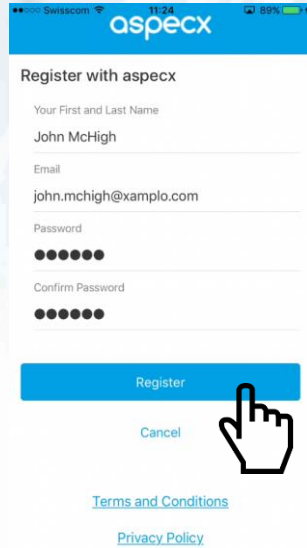 Swisscom 11:24 89%
aspecx
Register with aspecx
Your First and Last Name
John McHigh
Email
john.mchigh@xamplo.com
Password
●●●●●●
Confirm Password
●●●●●●
Register
Cancel
Terms and Conditions
Privacy Policy